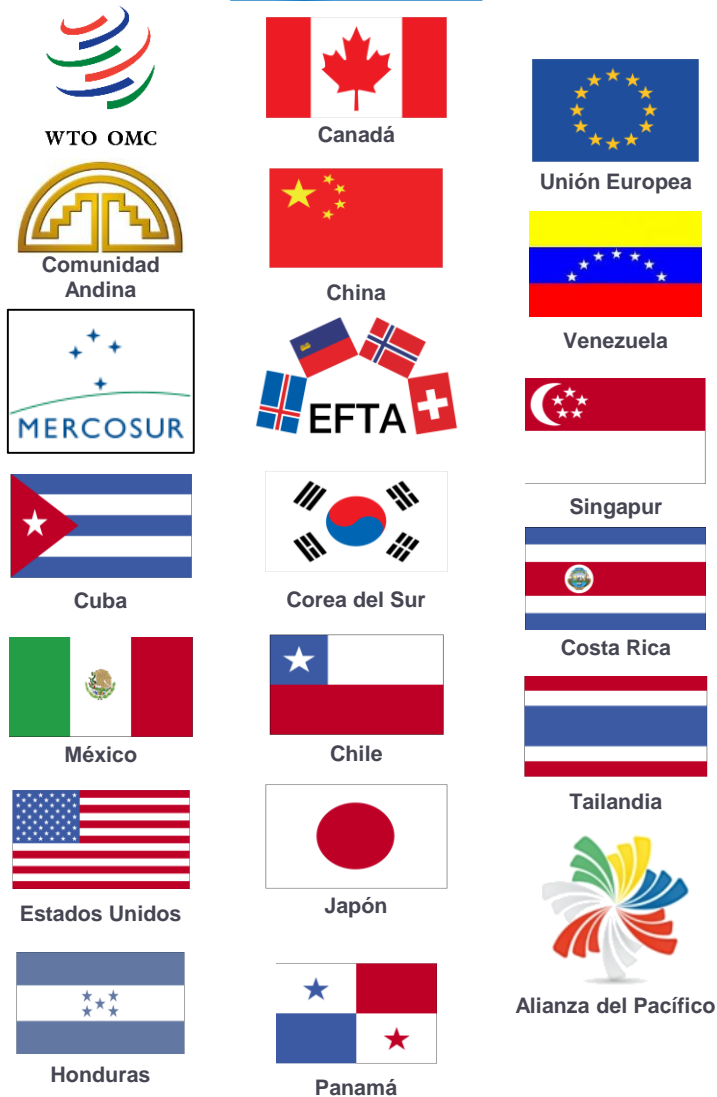 WTO OMC
Comunidad
Andina
MERCOSUR
Cuba
México
Estados Unidos
Honduras
Canadá
China
EFTA
Corea del Sur
Chile
Japón
Panamá
Unión Europea
Venezuela
Singapur
Costa Rica
Tailandia
Alianza del Pacífico